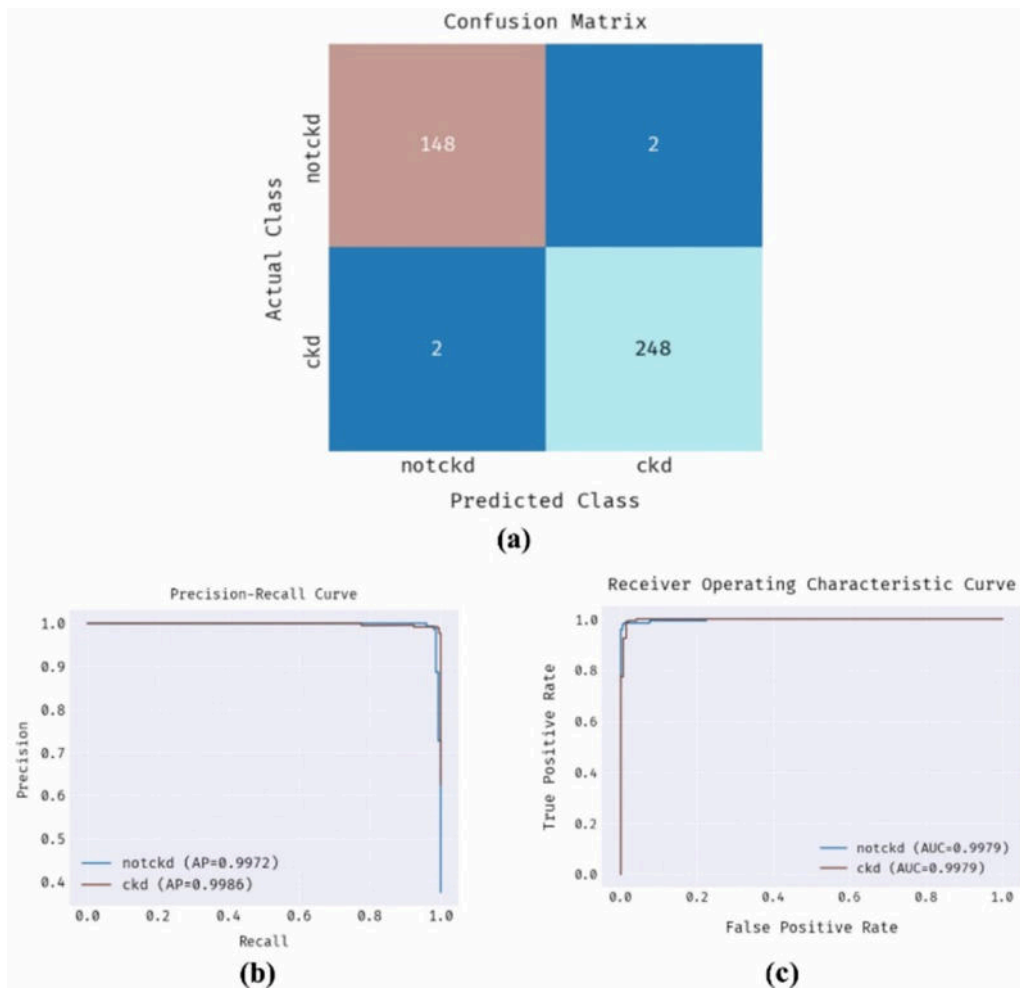 Confusion Matrix
notckd
148
2
Actual Class
ckd
2
248
notckd
ckd
Predicted Class
(a)
Precision-Recall Curve
1.0
0.9
0.8
0.7
0.6
0.5
0.4
Precision
notckd (AP=0.9972)
ckd (AP=0.9986)
0.0
0.2
0.4
0.6
0.8
1.0
Recall
(b)
Receiver Operating Characteristic Curve
1.0
0.8
0.6
0.4
0.2
0.0
True Positive Rate
notckd (AUC=0.9979)
ckd (AUC=0.9979)
0.0
0.2
0.4
0.6
0.8
1.0
False Positive Rate
(c)